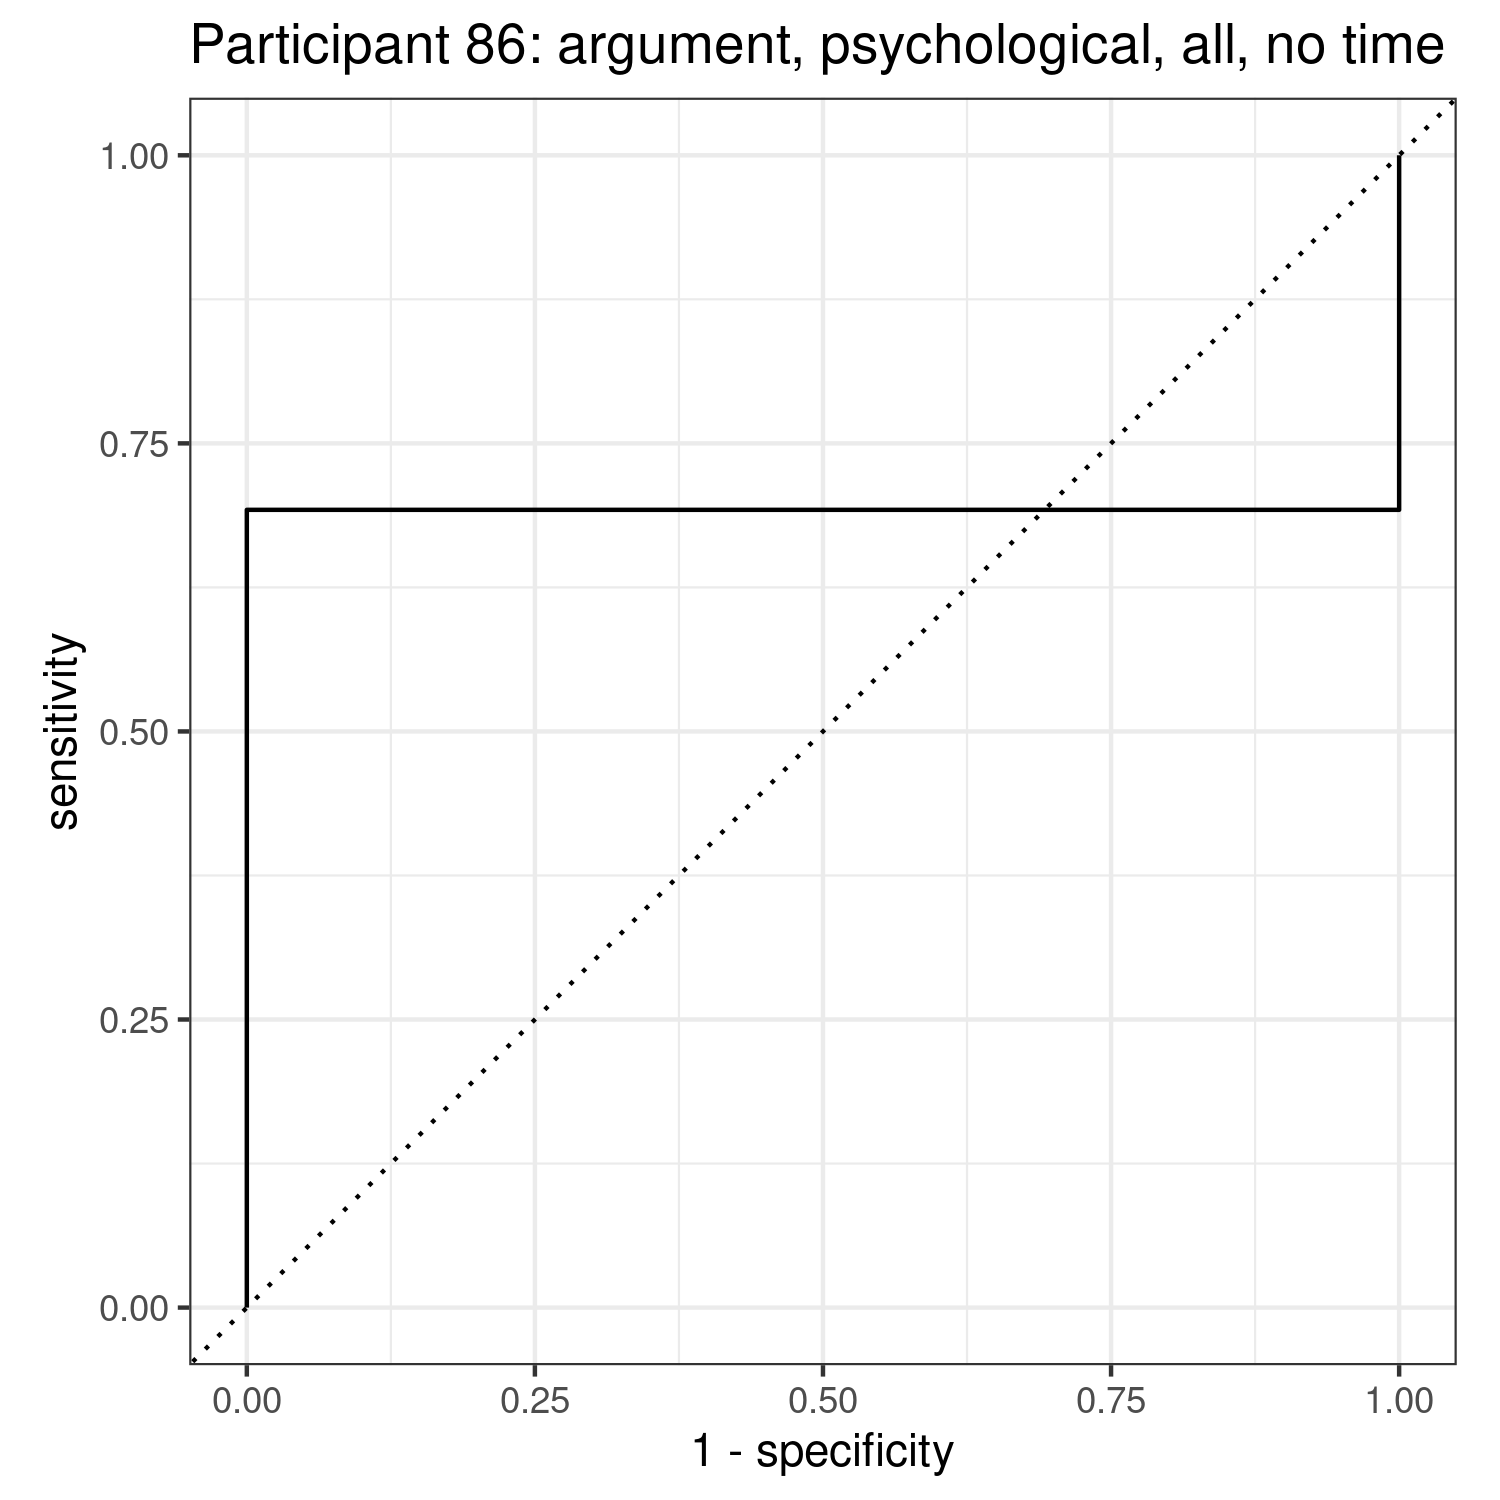 Participant 86: argument, psychological, all, no time
1.00
0.75
0.50
0.25
0.00
sensitivity
0.00 0.25 0.50 0.75 1.00
1 - specificity